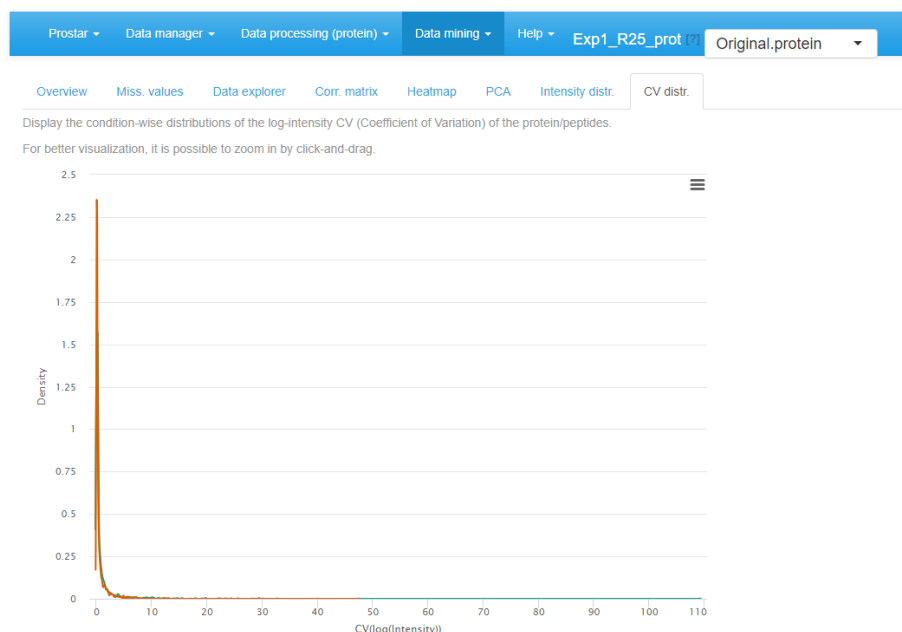 Prostar Data manager Data processing (protein) Data mining Help Exp1_R25_prot [?] Original.protein
Overview Miss. values Data explorer Corr. matrix Heatmap PCA Intensity distr. CV distr.
Display the condition-wise distributions of the log-intensity CV (Coefficient of Variation) of the protein/peptides.
For better visualization, it is possible to zoom in by click-and-drag.
2.5
2.25
2
1.75
1.5
1.25
1
0.75
0.5
0.25
0
Density
0 10 20 30 40 50 60 70 80 90 100 110
CV(log(Intensity))